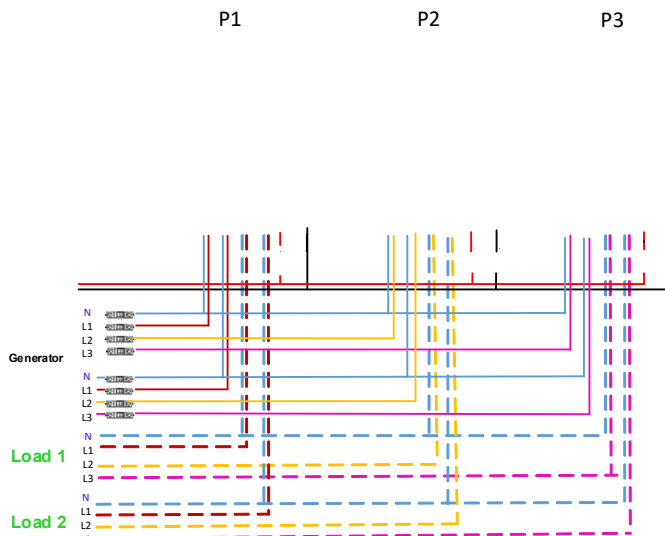 P1 P2 P3
N
L1
L2
Generator L3
N
L1
L2
L3
N
Load 1 L1
L2
L3
N
L1
Load 2 L2